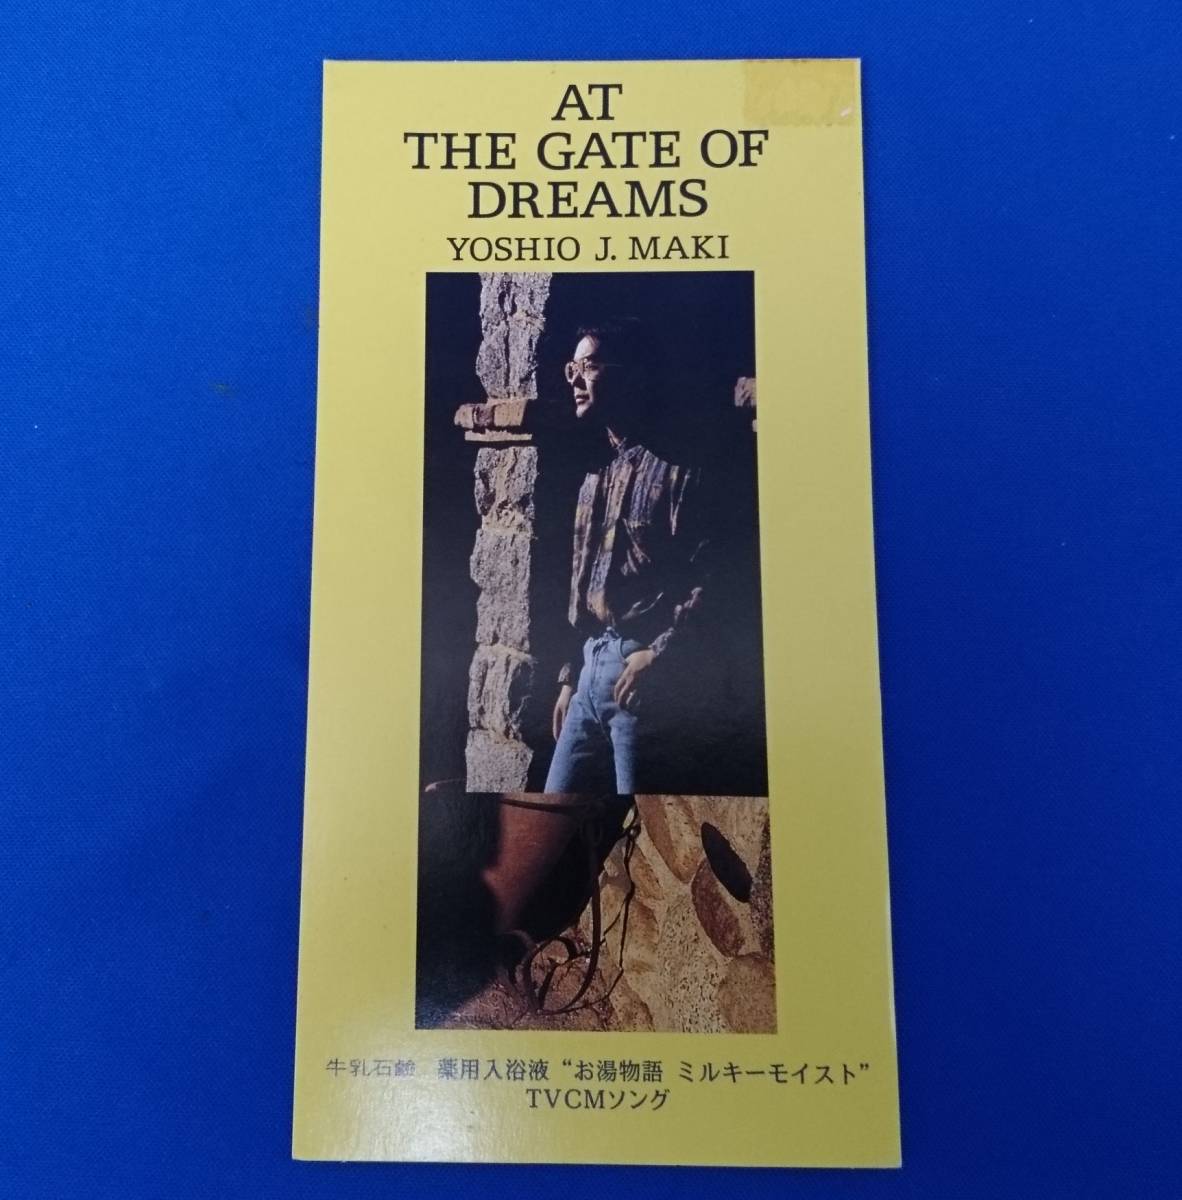 AT
THE GATE OF
DREAMS
YOSHIO J. MAKI
牛乳石鹸 薬用入浴液 “お湯物語 ミルキーモイスト”
TVCMソング